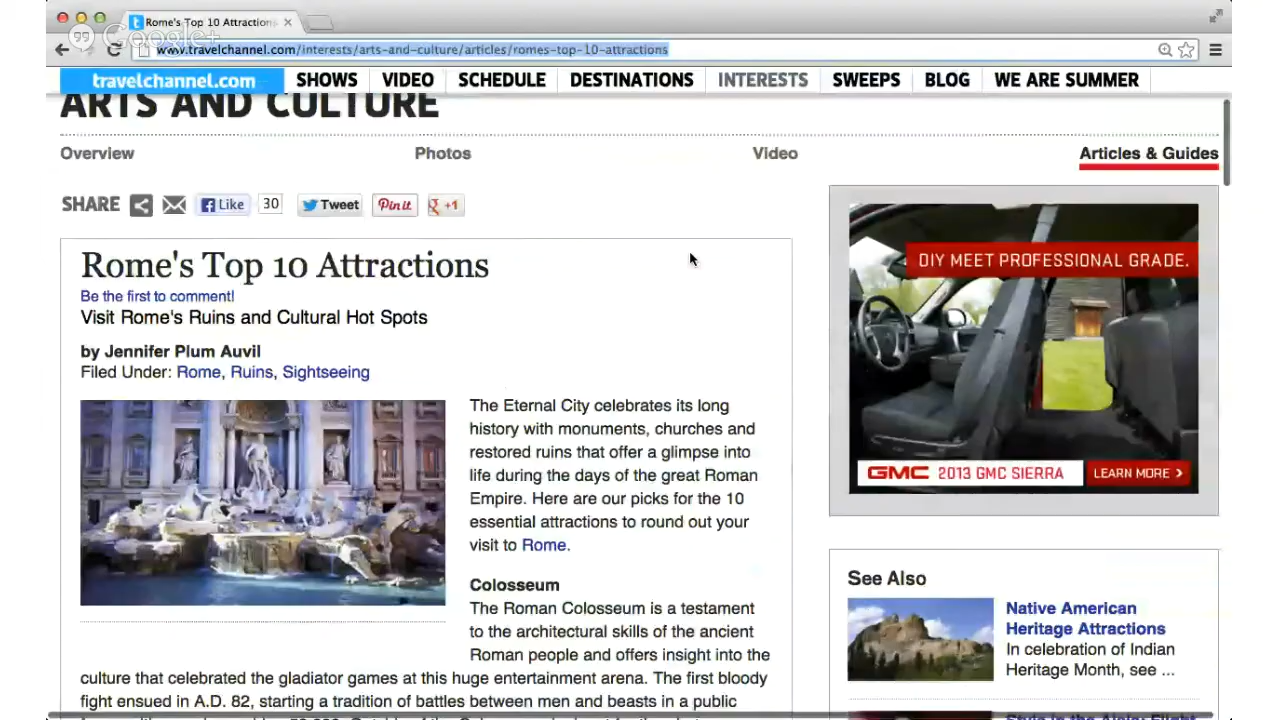 Rome's Top 10 Attractions
Google+
www.travelchannel.com/interests/arts-and-culture/articles/romes-top-10-attractions
travelchannel.com SHOWS VIDEO SCHEDULE DESTINATIONS INTERESTS SWEEPS BLOG WE ARE SUMMER
ARTS AND CULTURE
Overview Photos Video Articles & Guides
SHARE Like 30 Tweet Pin it +1
Rome's Top 10 Attractions
Be the first to comment!
Visit Rome's Ruins and Cultural Hot Spots
by Jennifer Plum Auvil
Filed Under: Rome, Ruins, Sightseeing
The Eternal City celebrates its long
history with monuments, churches and
restored ruins that offer a glimpse into
life during the days of the great Roman
Empire. Here are our picks for the 10
essential attractions to round out your
visit to Rome.
Colosseum
The Roman Colosseum is a testament
to the architectural skills of the ancient
Roman people and offers insight into the
culture that celebrated the gladiator games at this huge entertainment arena. The first bloody
fight ensued in A.D. 82, starting a tradition of battles between men and beasts in a public
DIY MEET PROFESSIONAL GRADE.
GMC 2013 GMC SIERRA LEARN MORE >
See Also
Native American
Heritage Attractions
In celebration of Indian
Heritage Month, see ...